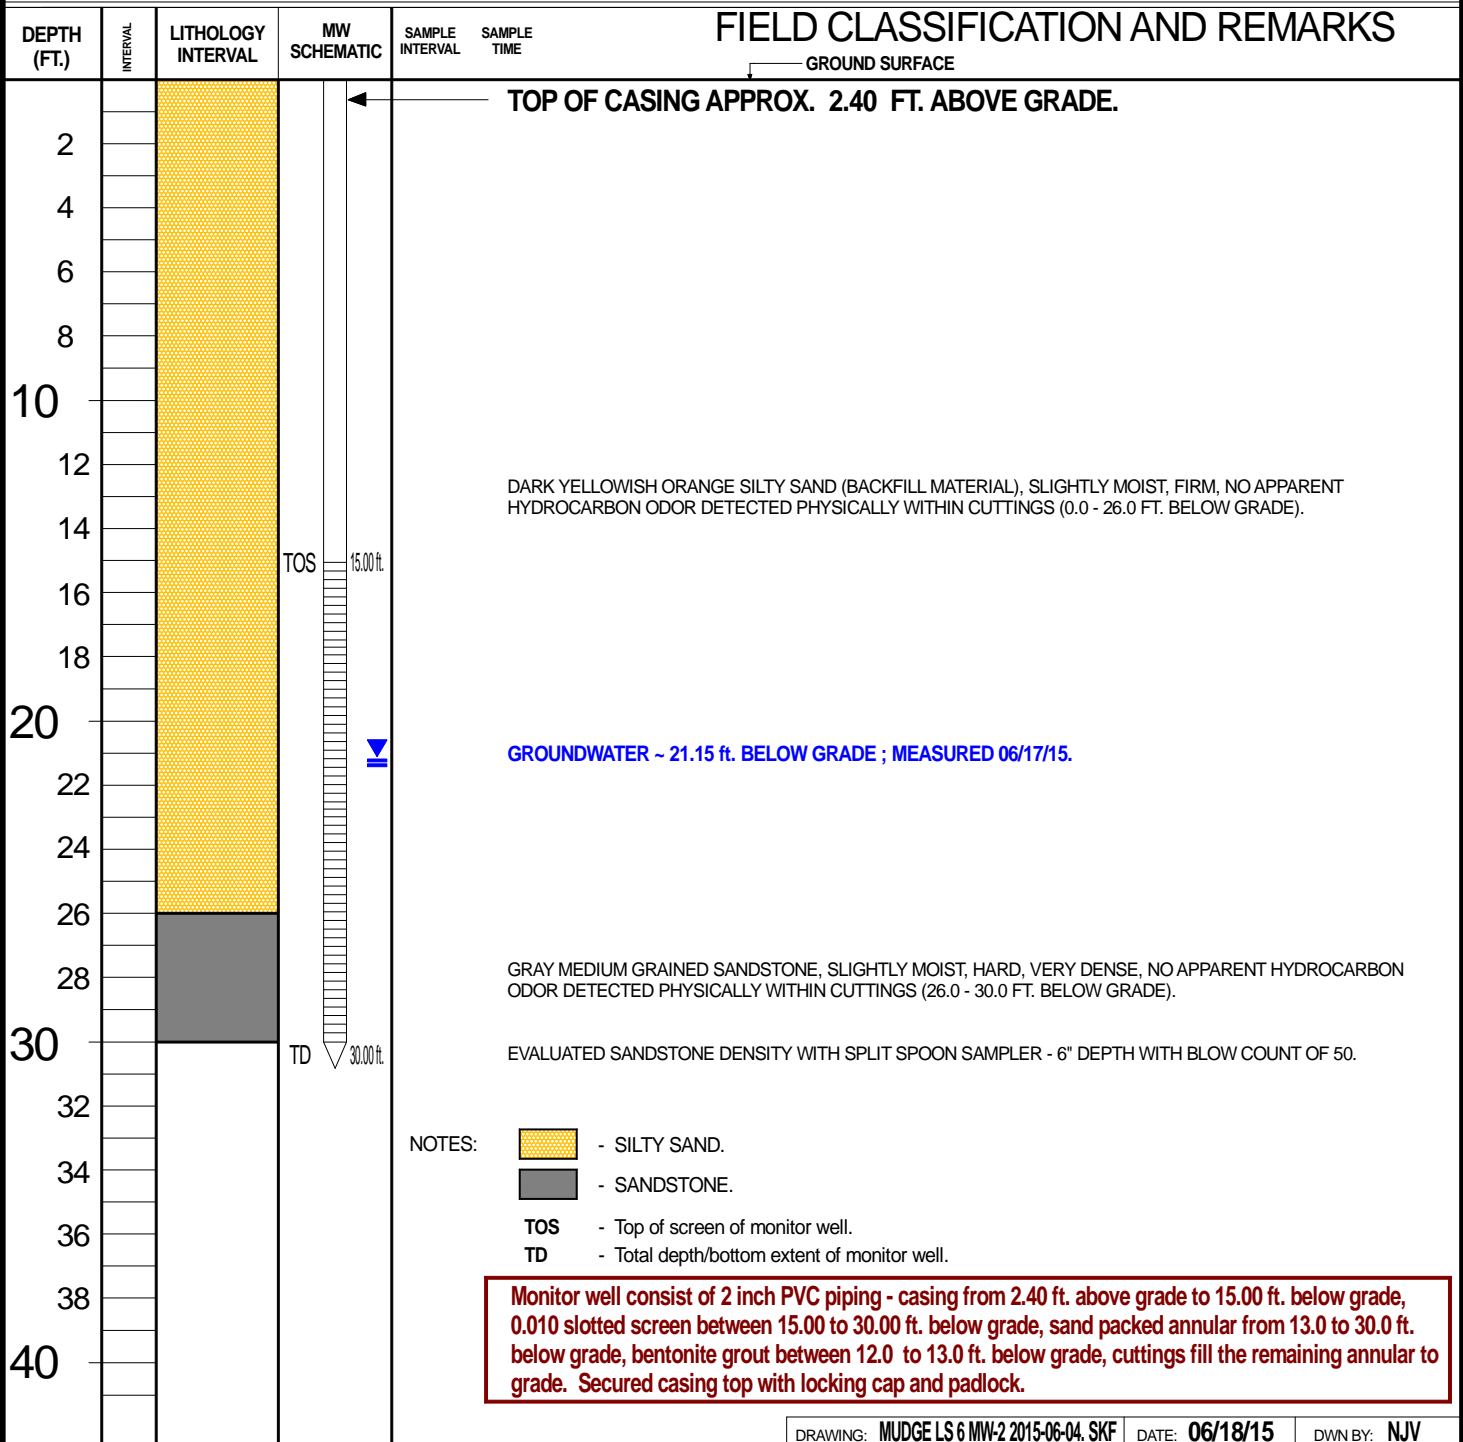 DEPTH
(FT.)
INTERVAL
LITHOLOGY
INTERVAL
MW
SCHEMATIC
SAMPLE
INTERVAL
SAMPLE
TIME
FIELD CLASSIFICATION AND REMARKS
GROUND SURFACE
TOP OF CASING APPROX. 2.40 FT. ABOVE GRADE.
2
4
6
8
10
12
DARK YELLOWISH ORANGE SILTY SAND (BACKFILL MATERIAL), SLIGHTLY MOIST, FIRM, NO APPARENT
HYDROCARBON ODOR DETECTED PHYSICALLY WITHIN CUTTINGS (0.0 - 26.0 FT. BELOW GRADE).
14
TOS 15.00 ft.
16
18
20
GROUNDWATER ~ 21.15 ft. BELOW GRADE ; MEASURED 06/17/15.
22
24
26
28
GRAY MEDIUM GRAINED SANDSTONE, SLIGHTLY MOIST, HARD, VERY DENSE, NO APPARENT HYDROCARBON
ODOR DETECTED PHYSICALLY WITHIN CUTTINGS (26.0 - 30.0 FT. BELOW GRADE).
30
TD 30.00 ft.
EVALUATED SANDSTONE DENSITY WITH SPLIT SPOON SAMPLER - 6" DEPTH WITH BLOW COUNT OF 50.
32
34
36
38
40
NOTES:
- SILTY SAND.
- SANDSTONE.
TOS - Top of screen of monitor well.
TD - Total depth/bottom extent of monitor well.
Monitor well consist of 2 inch PVC piping - casing from 2.40 ft. above grade to 15.00 ft. below grade,
0.010 slotted screen between 15.00 to 30.00 ft. below grade, sand packed annular from 13.0 to 30.0 ft.
below grade, bentonite grout between 12.0 to 13.0 ft. below grade, cuttings fill the remaining annular to
grade. Secured casing top with locking cap and padlock.
DRAWING: MUDGE LS 6 MW-2 2015-06-04. SKF DATE: 06/18/15 DWN BY: NJV